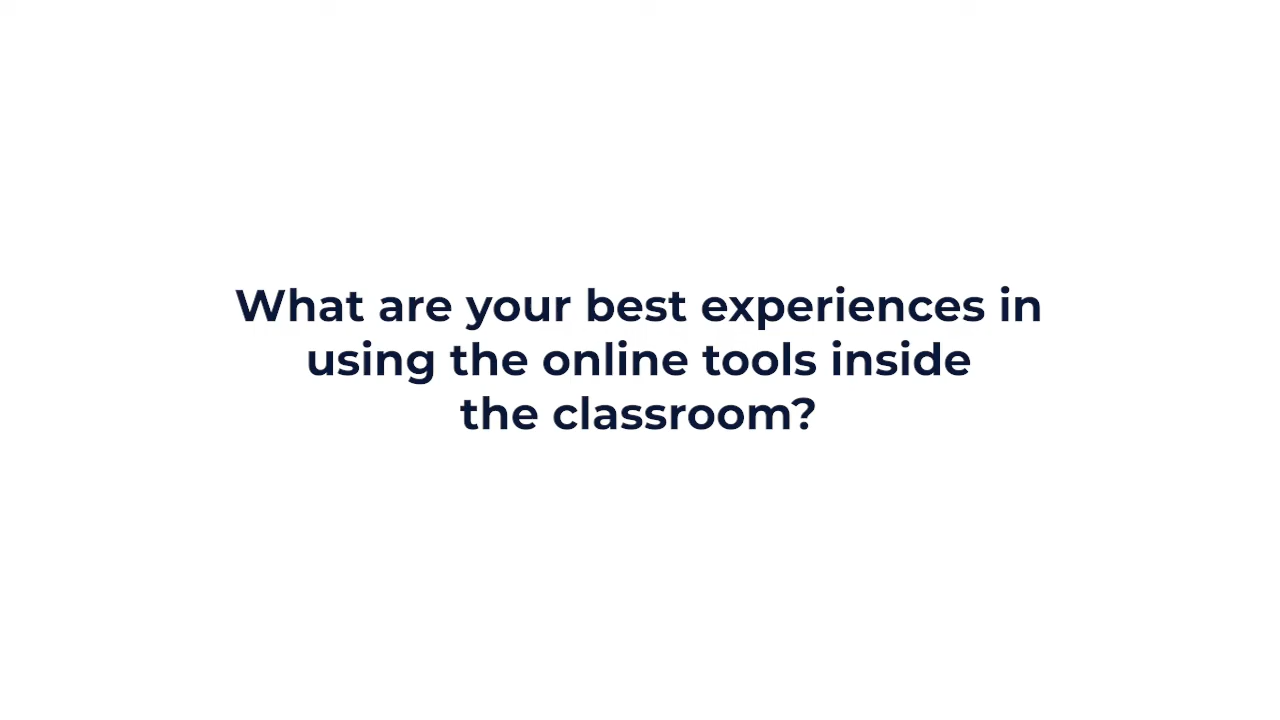 What are your best experiences in
using the online tools inside
the classroom?